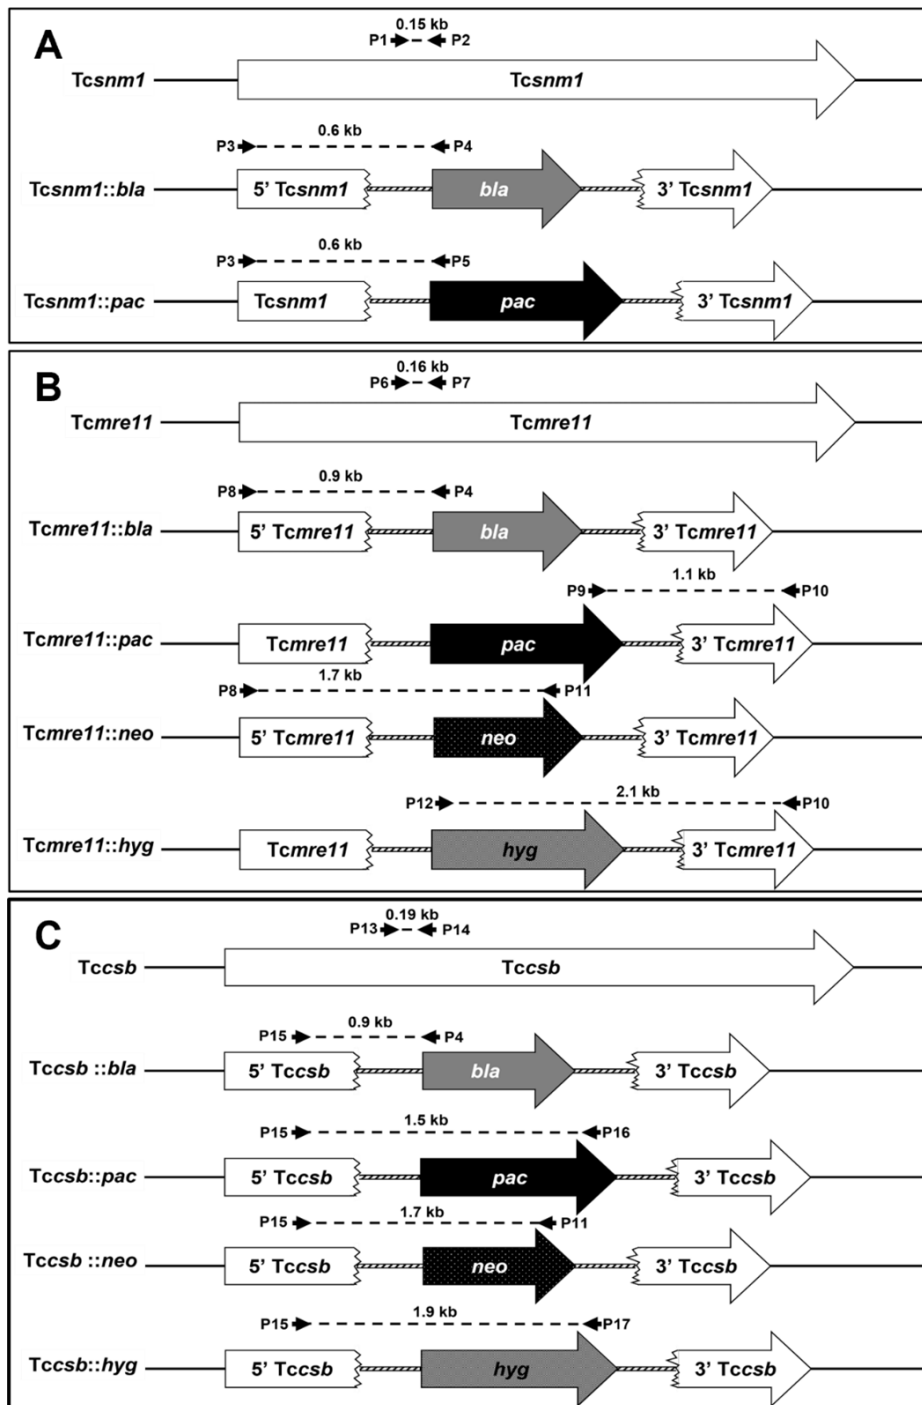 A
0.15 kb
P1 P2
Tcsnm1 Tcsnm1
0.6 kb
P3 P4
Tcsnm1::bla 5’ Tcsnm1 bla 3’ Tcsnm1
0.6 kb
P3 P5
Tcsnm1::pac Tcsnm1 pac 3’ Tcsnm1
B
0.16 kb
P6 P7
Tcmre11 Tcmre11
0.9 kb
P8 P4
Tcmre11::bla 5’ Tcmre11 bla 3’ Tcmre11
1.1 kb
P9 P10
Tcmre11::pac Tcmre11 pac 3’ Tcmre11
1.7 kb
P8 P11
Tcmre11::neo 5’ Tcmre11 neo 3’ Tcmre11
2.1 kb
P12 P10
Tcmre11::hyg Tcmre11 hyg 3’ Tcmre11
C
0.19 kb
P13 P14
Tccsb Tccsb
0.9 kb
P15 P4
Tccsb ::bla 5’ Tccsb bla 3’ Tccsb
1.5 kb
P15 P16
Tccsb::pac 5’ Tccsb pac 3’ Tccsb
1.7 kb
P15 P11
Tccsb ::neo 5’ Tccsb neo 3’ Tccsb
1.9 kb
P15 P17
Tccsb::hyg 5’ Tccsb hyg 3’ Tccsb